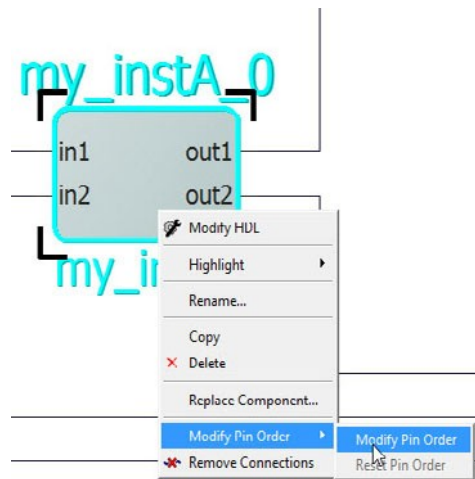 my_instA_0
in1 out1
in2 out2
my_in
Modify HDL
Highlight
Rename...
Copy
Delete
Replace Component...
Modify Pin Order
Modify Pin Order
Remove Connections
Reset Pin Order